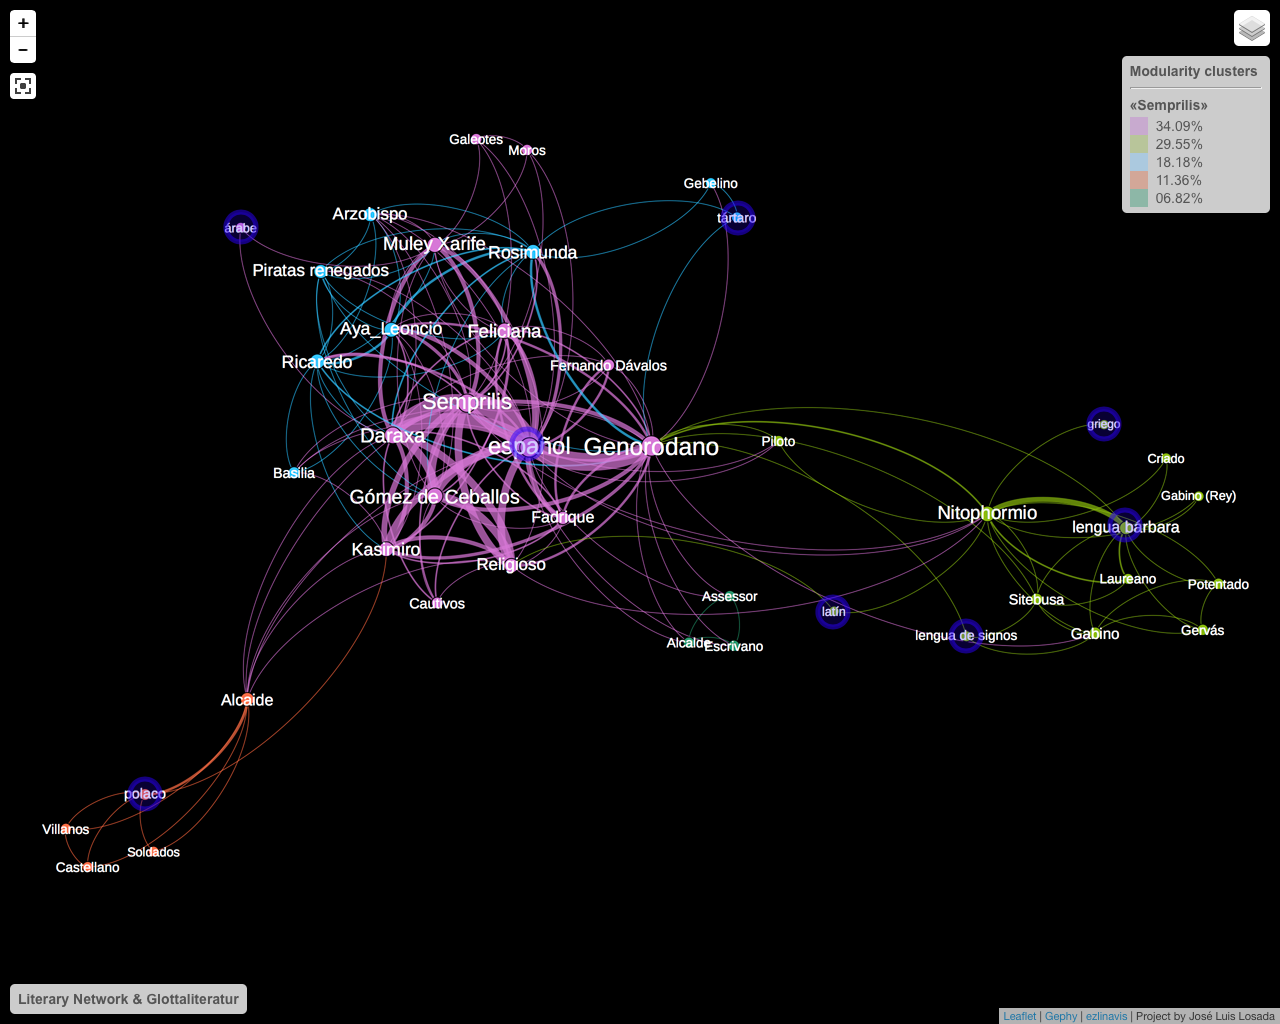 +
−
Modularity clusters
«Semprilis»
34.09%
29.55%
18.18%
11.36%
06.82%
Galeotes
Moros
Gebelino
Arzobispo
tártaro
árabe
Muley Xarife
Rosimunda
Piratas renegados
Aya_Leoncio
Feliciana
Ricaredo
Fernando Dávalos
Semprilis
griego
Daraxa
español
Genorodano
Piloto
Criado
Basilia
Gómez de Ceballos
Gabino (Rey)
Fadrique
Nitophormio
lengua bárbara
Kasimiro
Religioso
Laureano
Potentado
Cautivos
Assessor
Sitebusa
latín
Alcalde
Escrivano
lengua de signos
Gabino
Gervás
Alcaide
polaco
Villanos
Soldados
Castellano
Literary Network & Glottaliteratur
Leaflet | Gephy | ezlinavis | Project by José Luis Losada